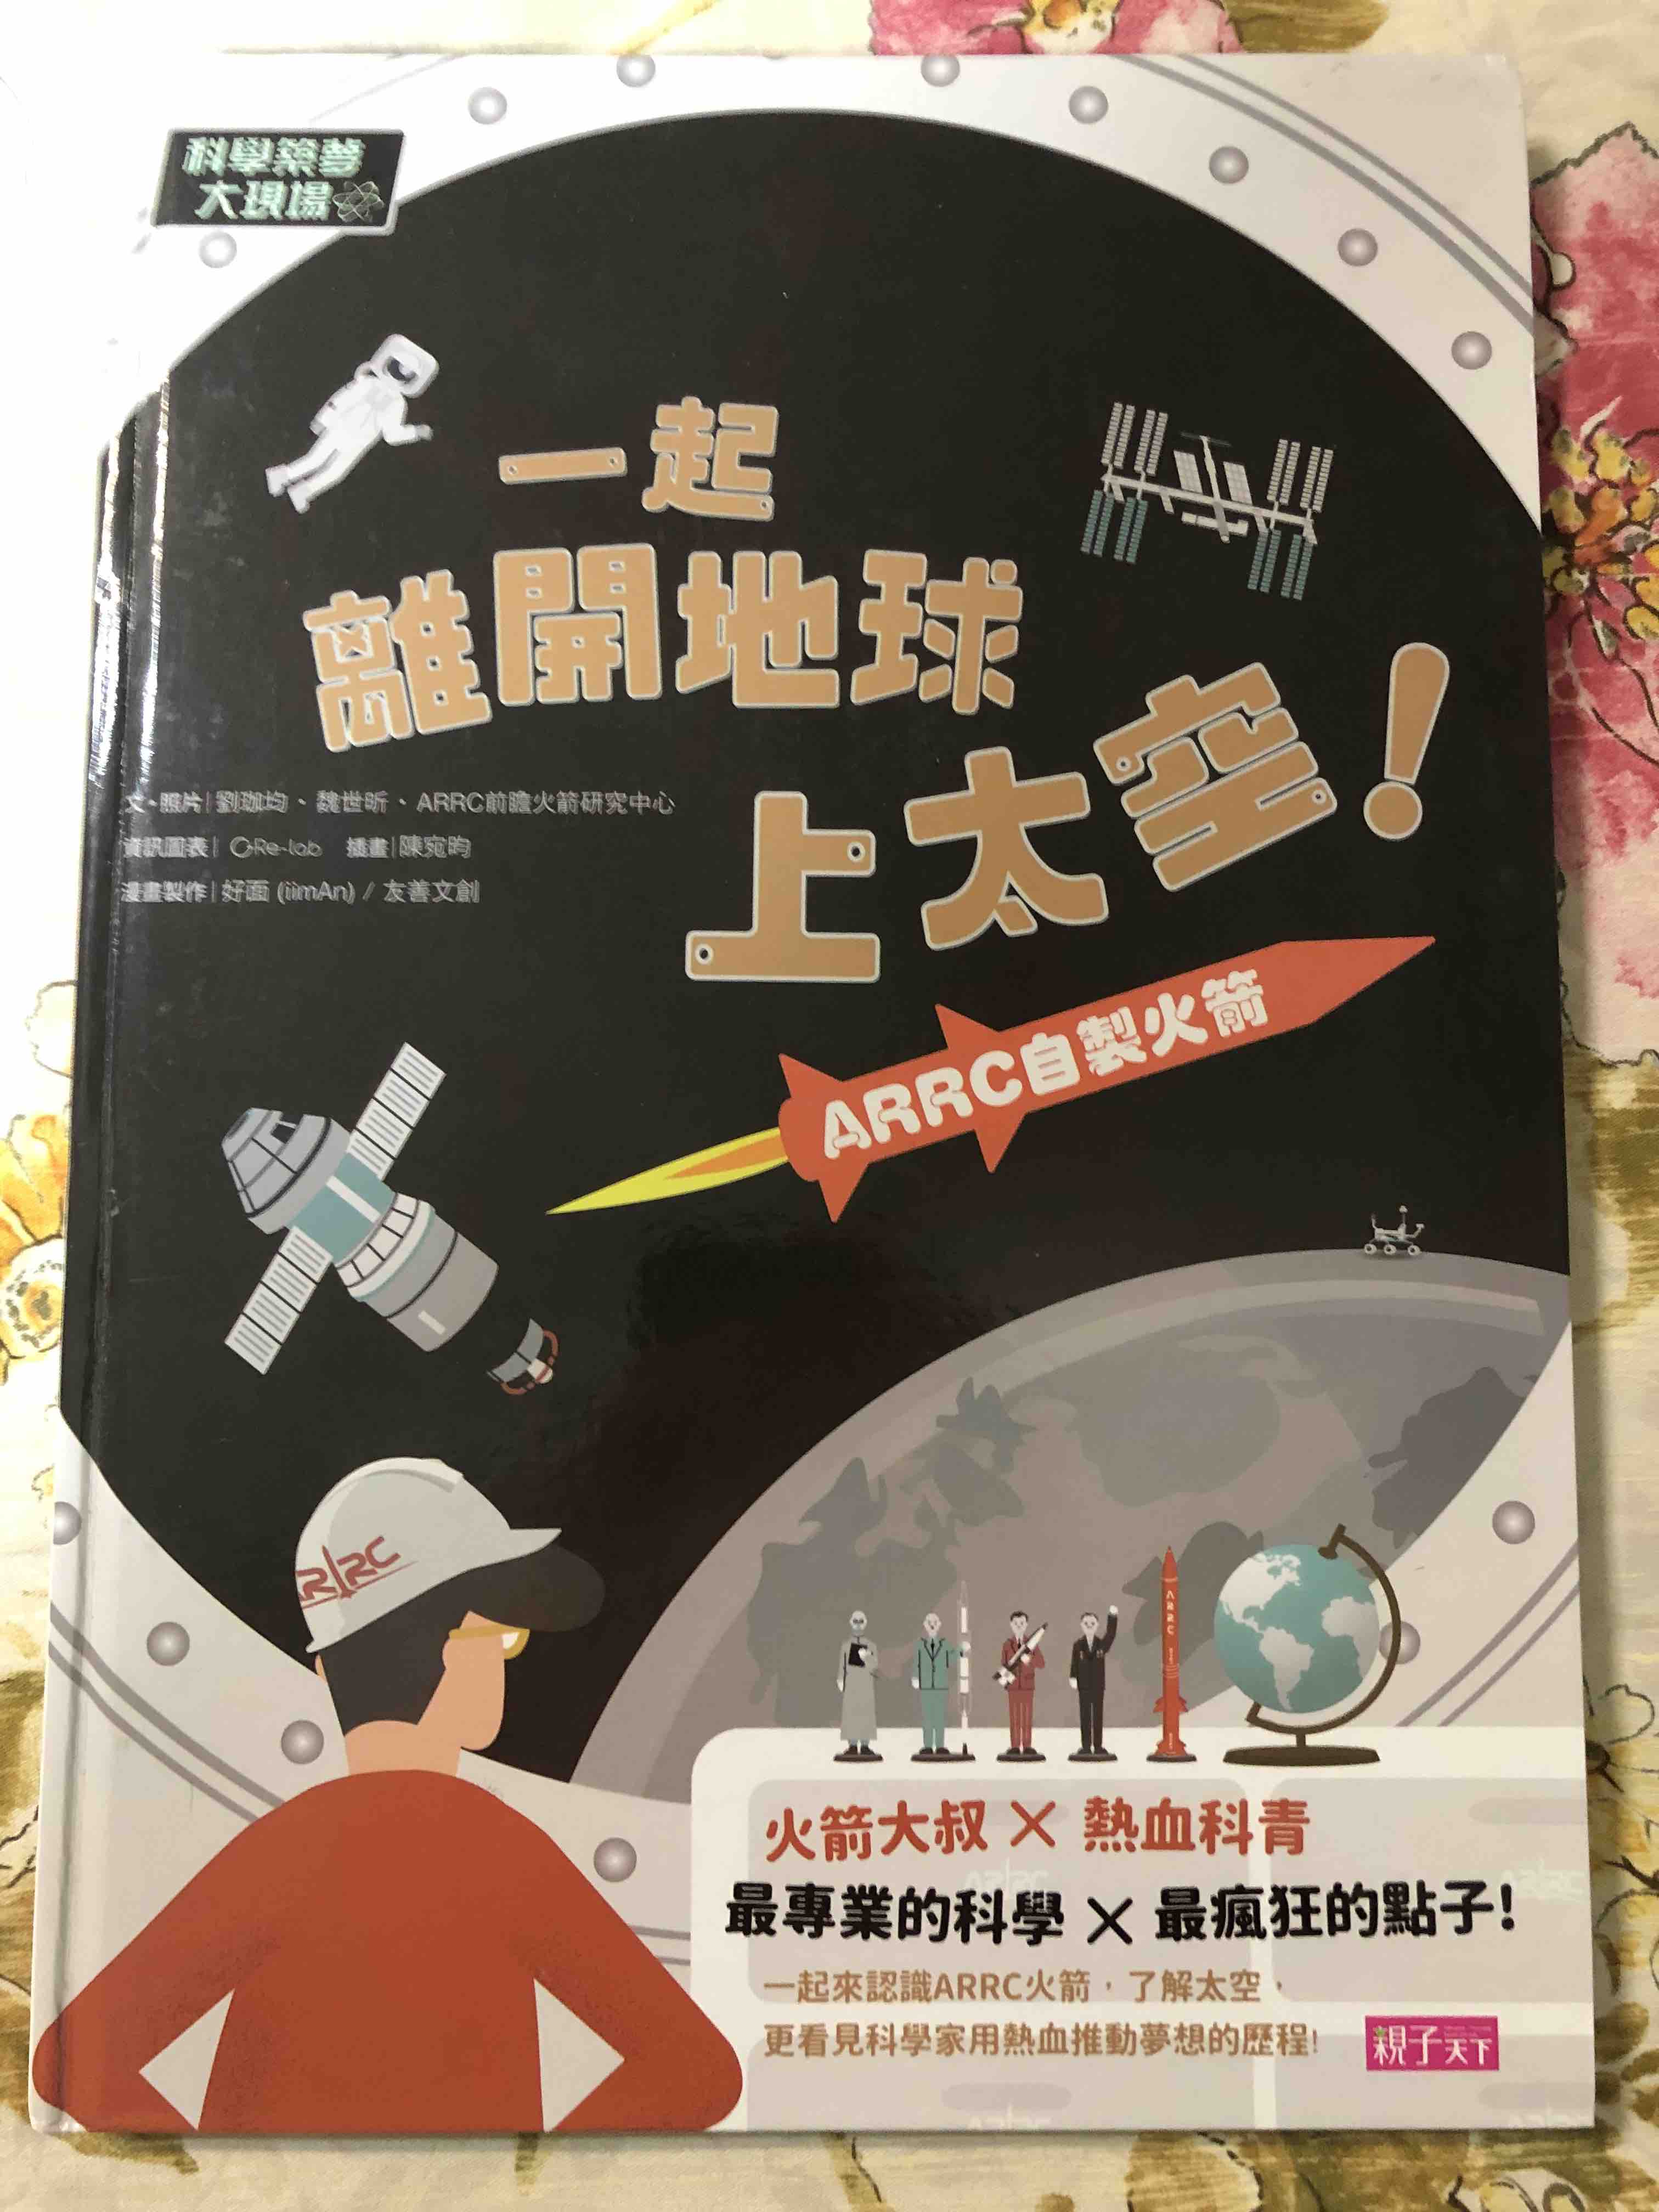 科學築夢
大現場
一起
離開地球
上太空!
文・照片|劉珈均・魏世昕・ARRC前瞻火箭研究中心
資訊圖表| Re-lab 插畫|陳宛昀
漫畫製作|好面 (iimAn) / 友善文創
ARRC自製火箭
ARRC
ARRC
火箭大叔 × 熱血科青
最專業的科學 × 最瘋狂的點子!
一起來認識ARRC火箭,了解太空,
更看見科學家用熱血推動夢想的歷程!
親子天下